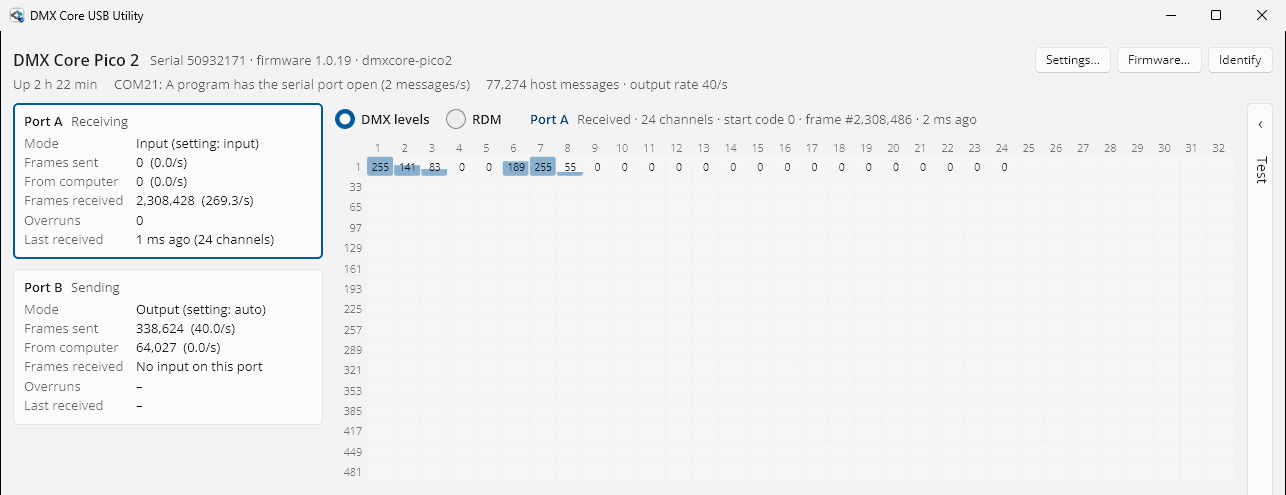 DMX Core USB Utility
DMX Core Pico 2 Serial 50932171 · firmware 1.0.19 · dmxcore-pico2
Settings... Firmware... Identify
Up 2 h 22 min COM21: A program has the serial port open (2 messages/s) 77,274 host messages · output rate 40/s
Port A Receiving
Mode Input (setting: input)
Frames sent 0 (0.0/s)
From computer 0 (0.0/s)
Frames received 2,308,428 (269.3/s)
Overruns 0
Last received 1 ms ago (24 channels)
Port B Sending
Mode Output (setting: auto)
Frames sent 338,624 (40.0/s)
From computer 64,027 (0.0/s)
Frames received No input on this port
Overruns –
Last received –
DMX levels RDM Port A Received · 24 channels · start code 0 · frame #2,308,486 · 2 ms ago
1 2 3 4 5 6 7 8 9 10 11 12 13 14 15 16 17 18 19 20 21 22 23 24 25 26 27 28 29 30 31 32
1 255 141 83 0 0 189 255 55 0 0 0 0 0 0 0 0 0 0 0 0 0 0 0 0
33
65
97
129
161
193
225
257
289
321
353
385
417
449
481
‹
Test